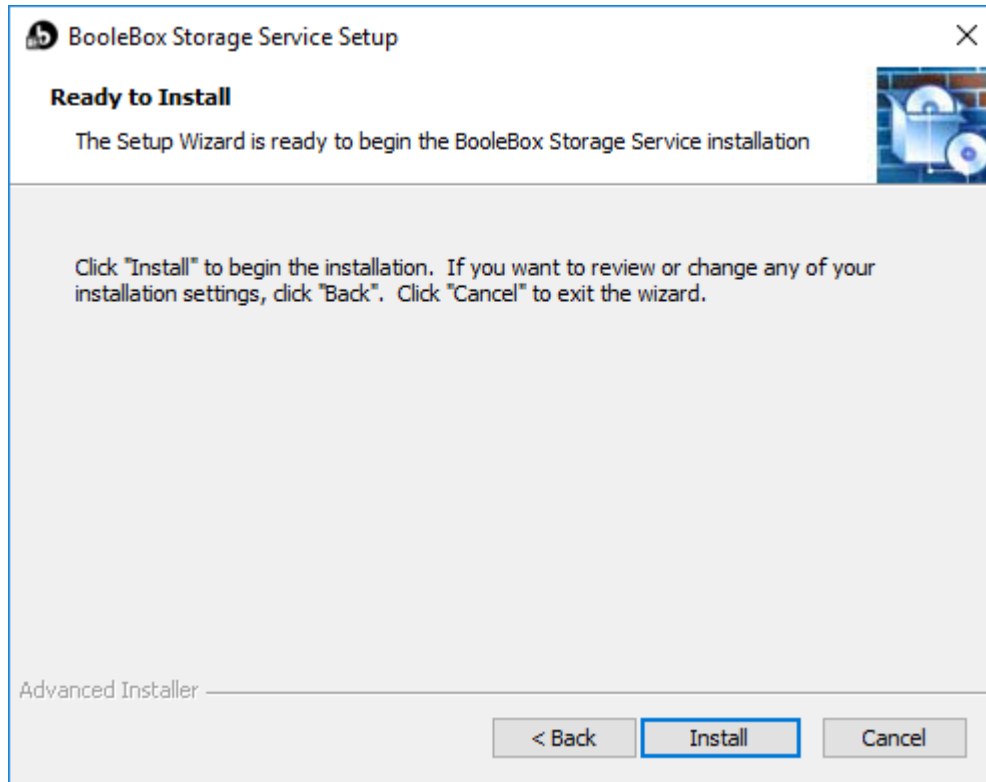 BooleBox Storage Service Setup
Ready to Install
The Setup Wizard is ready to begin the BooleBox Storage Service installation
Click "Install" to begin the installation.  If you want to review or change any of your
installation settings, click "Back".  Click "Cancel" to exit the wizard.
Advanced Installer
< Back
Install
Cancel